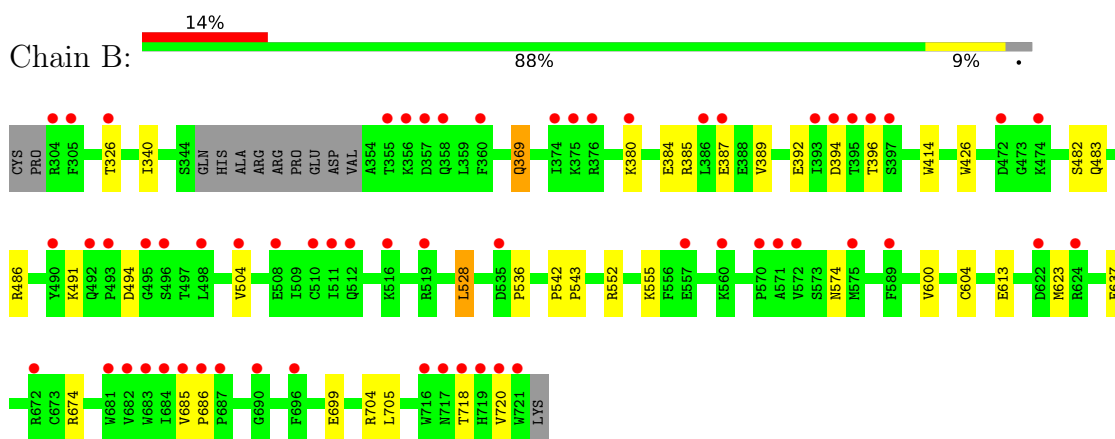 14%
Chain B:
88% 9% •
CYS PRO R304 F305 T326 I340 S344 GLN HIS ALA ARG ARG PRO GLU ASP VAL A354 T355 K356 D357 Q358 L359 F360 Q369 I374 K375 R376 K380 E384 R385 L386 E387 E388 V389 E392 I393 D394 T395 T396 S397 W414 W426 D472 G473 K474 S482 Q483
R486 Y490 K491 Q492 P493 D494 G495 S496 T497 L498 V504 E508 I509 C510 I511 Q512 K516 R519 L528 D535 P536 P542 P543 R552 K555 F556 E557 K560 P570 A571 V572 S573 N574 M575 F589 V600 C604 E613 D622 M623 R624
R672 C673 R674 W681 V682 W683 I684 V685 P686 P687 G690 F696 E699 R704 L705 W716 N717 T718 H719 V720 W721 LYS